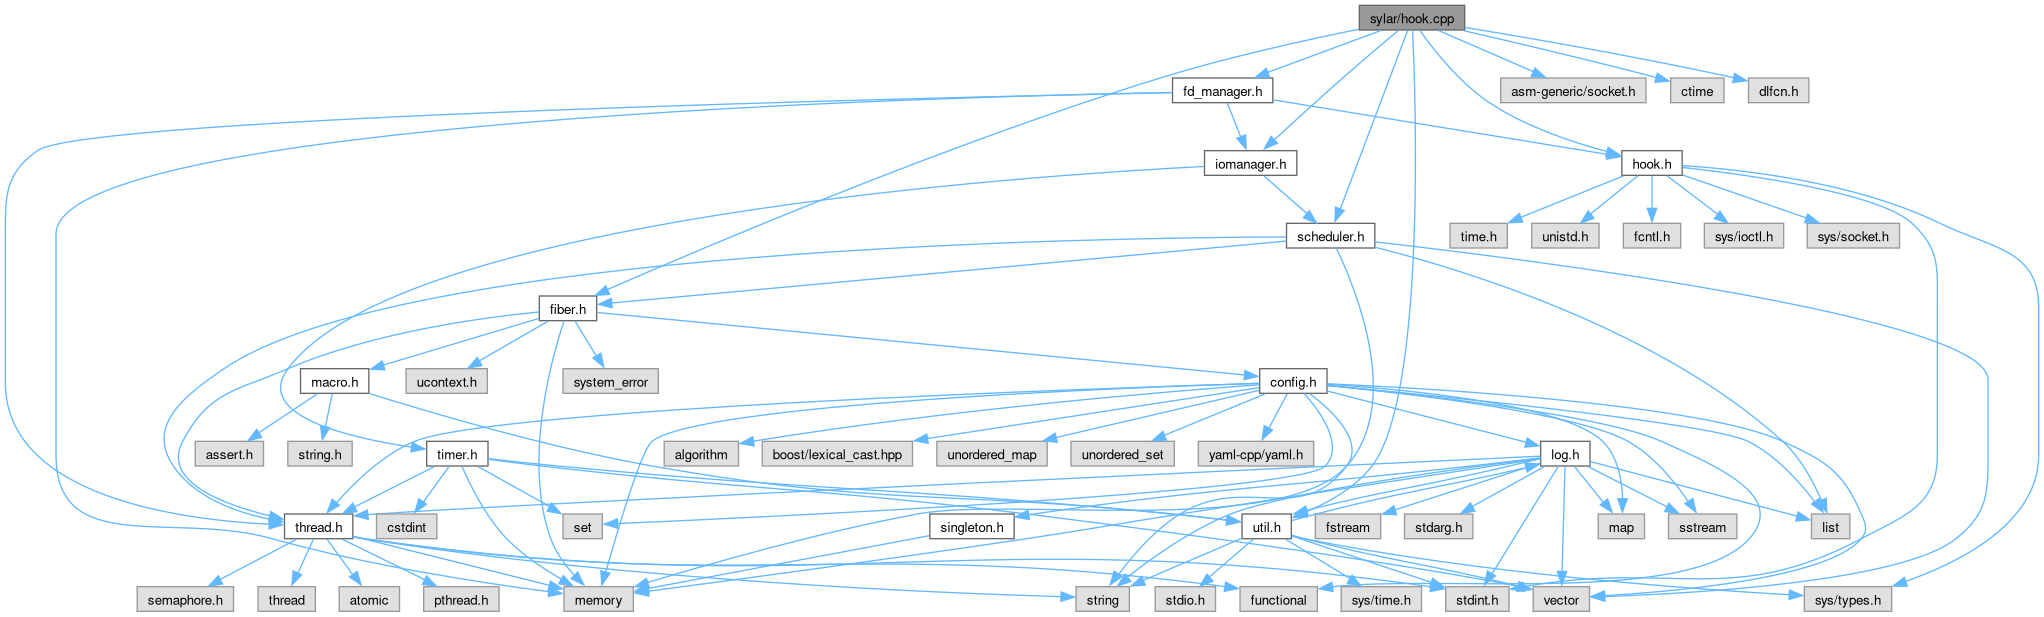 sylar/hook.cpp
fd_manager.h
asm-generic/socket.h
ctime
dlfcn.h
iomanager.h
hook.h
scheduler.h
time.h
unistd.h
fcntl.h
sys/ioctl.h
sys/socket.h
fiber.h
macro.h
ucontext.h
system_error
config.h
assert.h
string.h
timer.h
algorithm
boost/lexical_cast.hpp
unordered_map
unordered_set
yaml-cpp/yaml.h
log.h
thread.h
cstdint
set
singleton.h
util.h
fstream
stdarg.h
map
sstream
list
semaphore.h
thread
atomic
pthread.h
memory
string
stdio.h
functional
sys/time.h
stdint.h
vector
sys/types.h